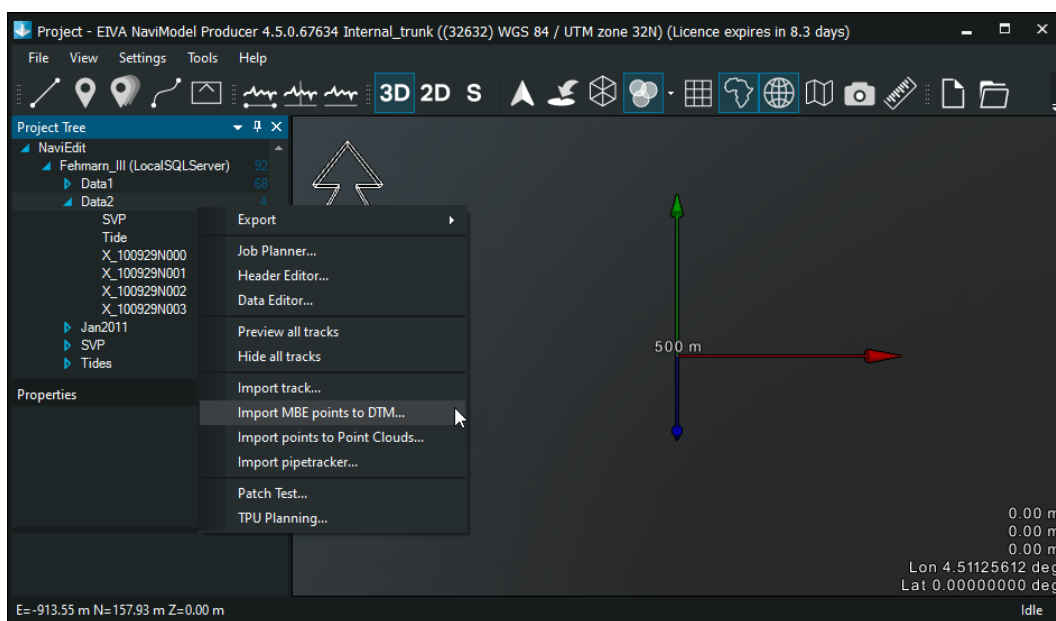 Project - EIVA NaviModel Producer 4.5.0.67634 Internal_trunk ((32632) WGS 84 / UTM zone 32N) (Licence expires in 8.3 days)
File View Settings Tools Help
3D 2D S
Project Tree
NaviEdit
Fehmarn_III (LocalSQLServer) 92
Data1 68
Data2 4
SVP
Tide
X_100929N000
X_100929N001
X_100929N002
X_100929N003
Jan2011
SVP
Tides
Properties
Export
Job Planner...
Header Editor...
Data Editor...
Preview all tracks
Hide all tracks
Import track...
Import MBE points to DTM...
Import points to Point Clouds...
Import pipetracker...
Patch Test...
TPU Planning...
500 m
0.00 m
0.00 m
0.00 m
Lon 4.51125612 deg
Lat 0.00000000 deg
E=-913.55 m N=157.93 m Z=0.00 m
Idle